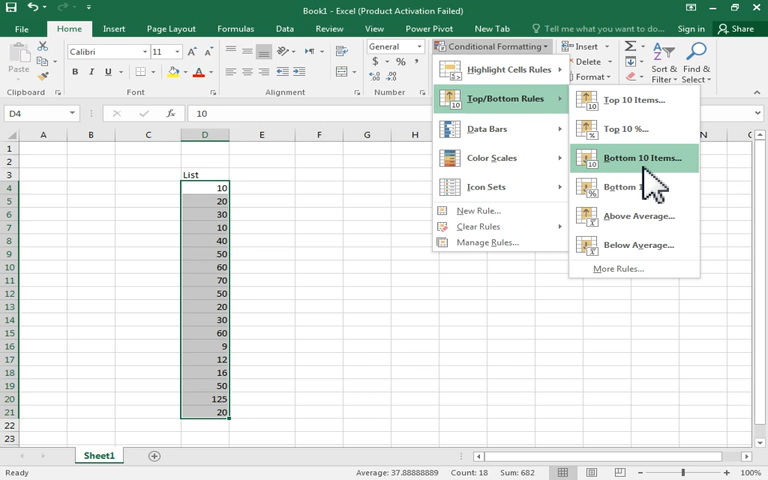 Book1 - Excel (Product Activation Failed)
File Home Insert Page Layout Formulas Data Review View Power Pivot New Tab Tell me what you want to do... Sign in Share
Paste Calibri 11 A A General Conditional Formatting Insert Sort & Find &
B I U A $ % , Delete Filter Select
.0 .00 .00 .0 Format
Clipboard Font Alignment Number Editing
D4 fx 10
A B C D E F G H N
1
2
3 List
4 10
5 20
6 30
7 10
8 40
9 50
10 60
11 70
12 50
13 20
14 30
15 60
16 9
17 12
18 16
19 50
20 125
21 20
22
23
Highlight Cells Rules
Top/Bottom Rules
Data Bars
Color Scales
Icon Sets
New Rule...
Clear Rules
Manage Rules...
Top 10 Items...
Top 10 %...
Bottom 10 Items...
Bottom
Above Average...
Below Average...
More Rules...
Sheet1
Ready Average: 37.88888889 Count: 18 Sum: 682 100%